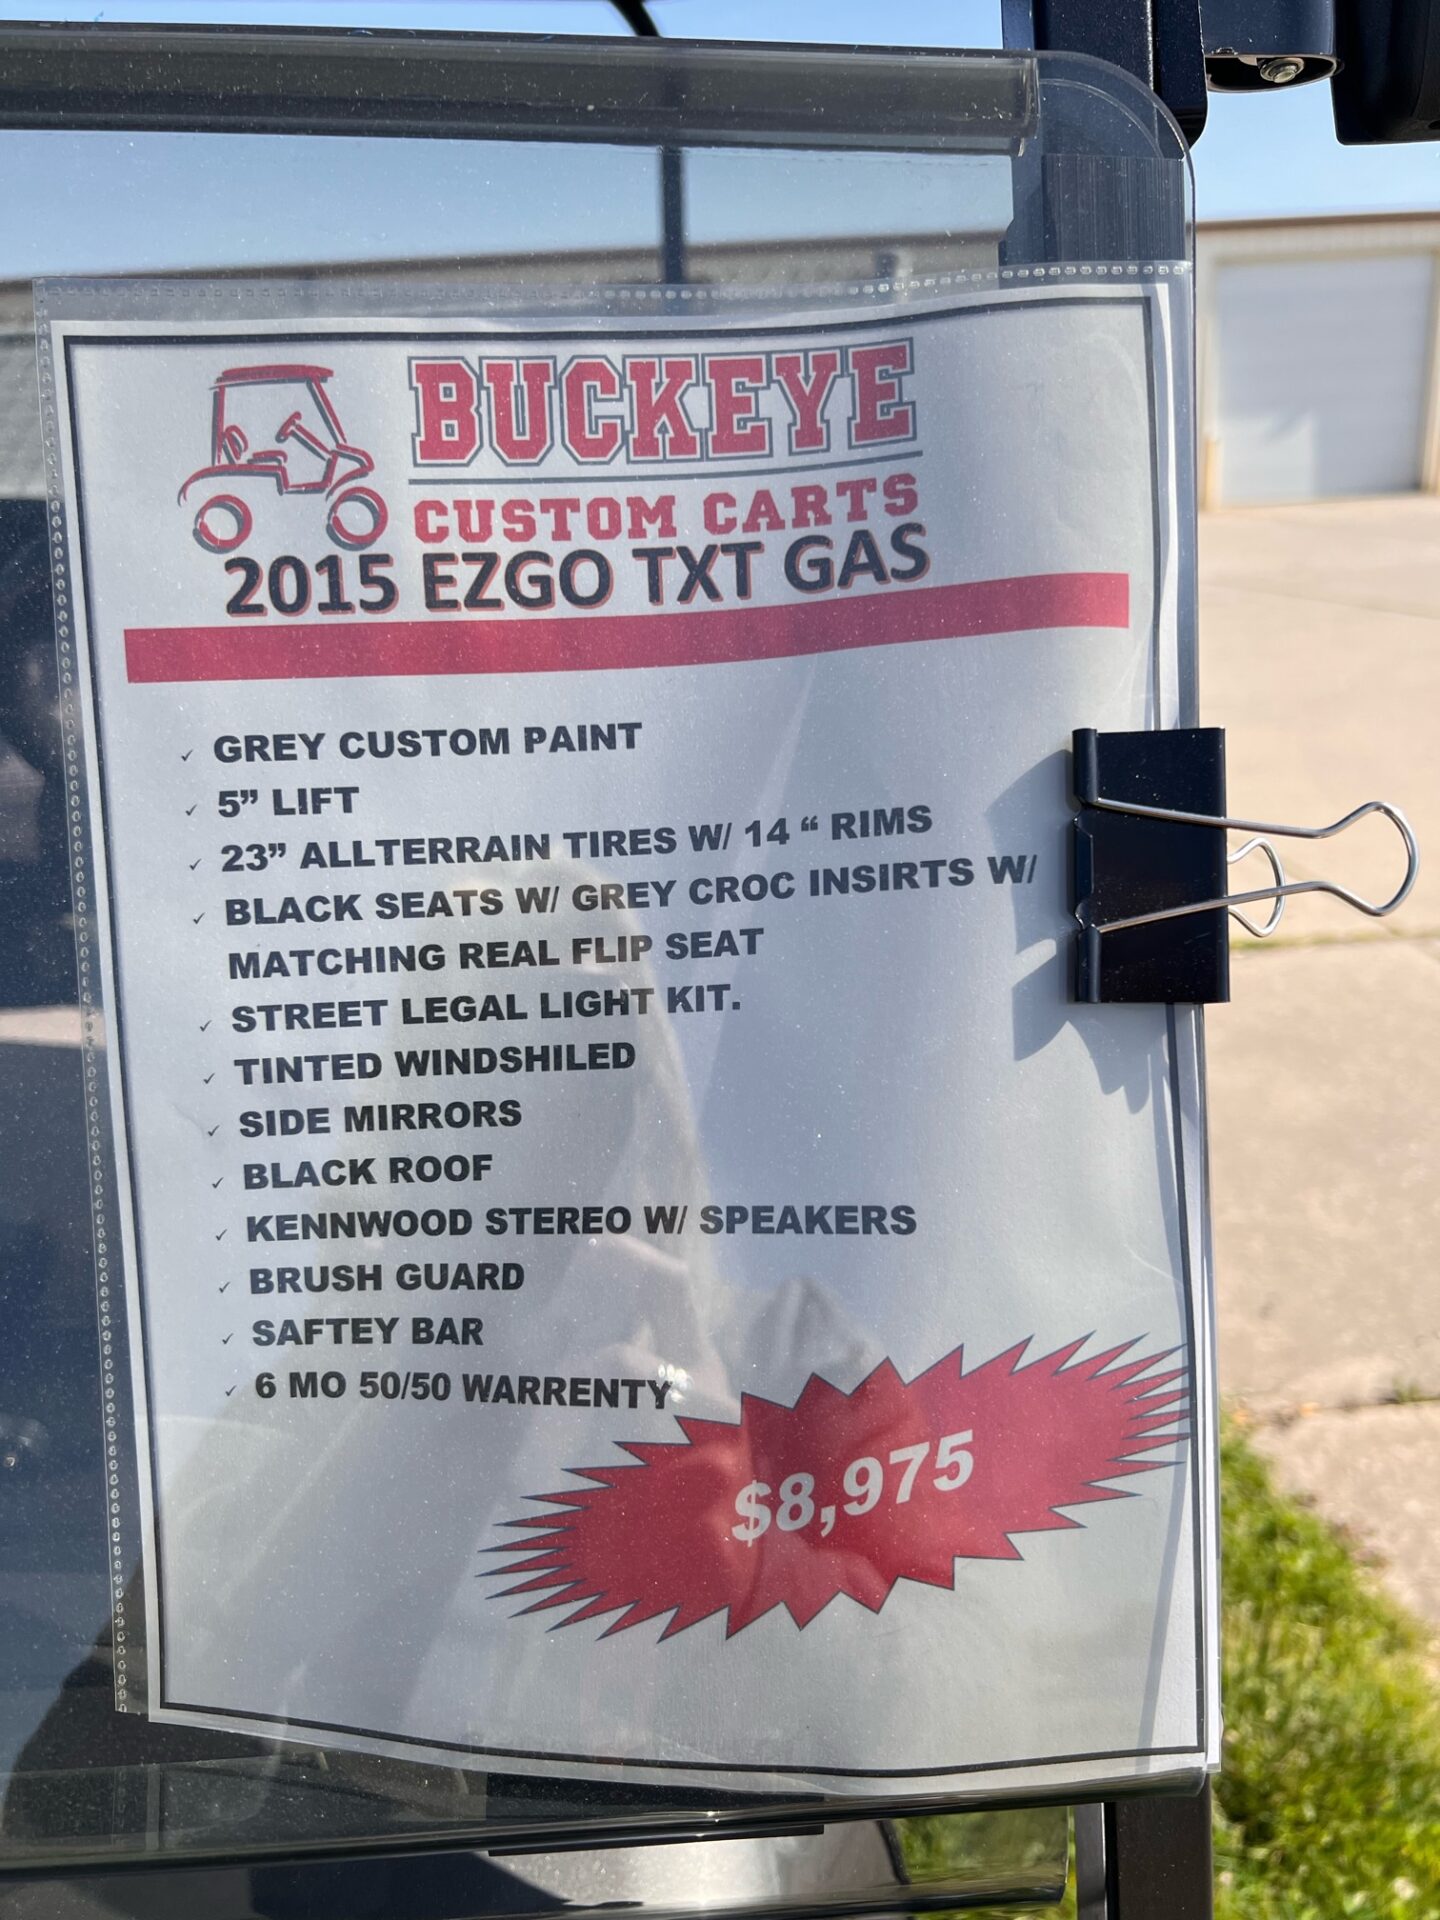 BUCKEYE
CUSTOM CARTS
2015 EZGO TXT GAS
✓ GREY CUSTOM PAINT
✓ 5” LIFT
✓ 23” ALLTERRAIN TIRES W/ 14 “ RIMS
✓ BLACK SEATS W/ GREY CROC INSIRTS W/
MATCHING REAL FLIP SEAT
✓ STREET LEGAL LIGHT KIT.
✓ TINTED WINDSHILED
✓ SIDE MIRRORS
✓ BLACK ROOF
✓ KENNWOOD STEREO W/ SPEAKERS
✓ BRUSH GUARD
✓ SAFTEY BAR
✓ 6 MO 50/50 WARRENTY
$8,975